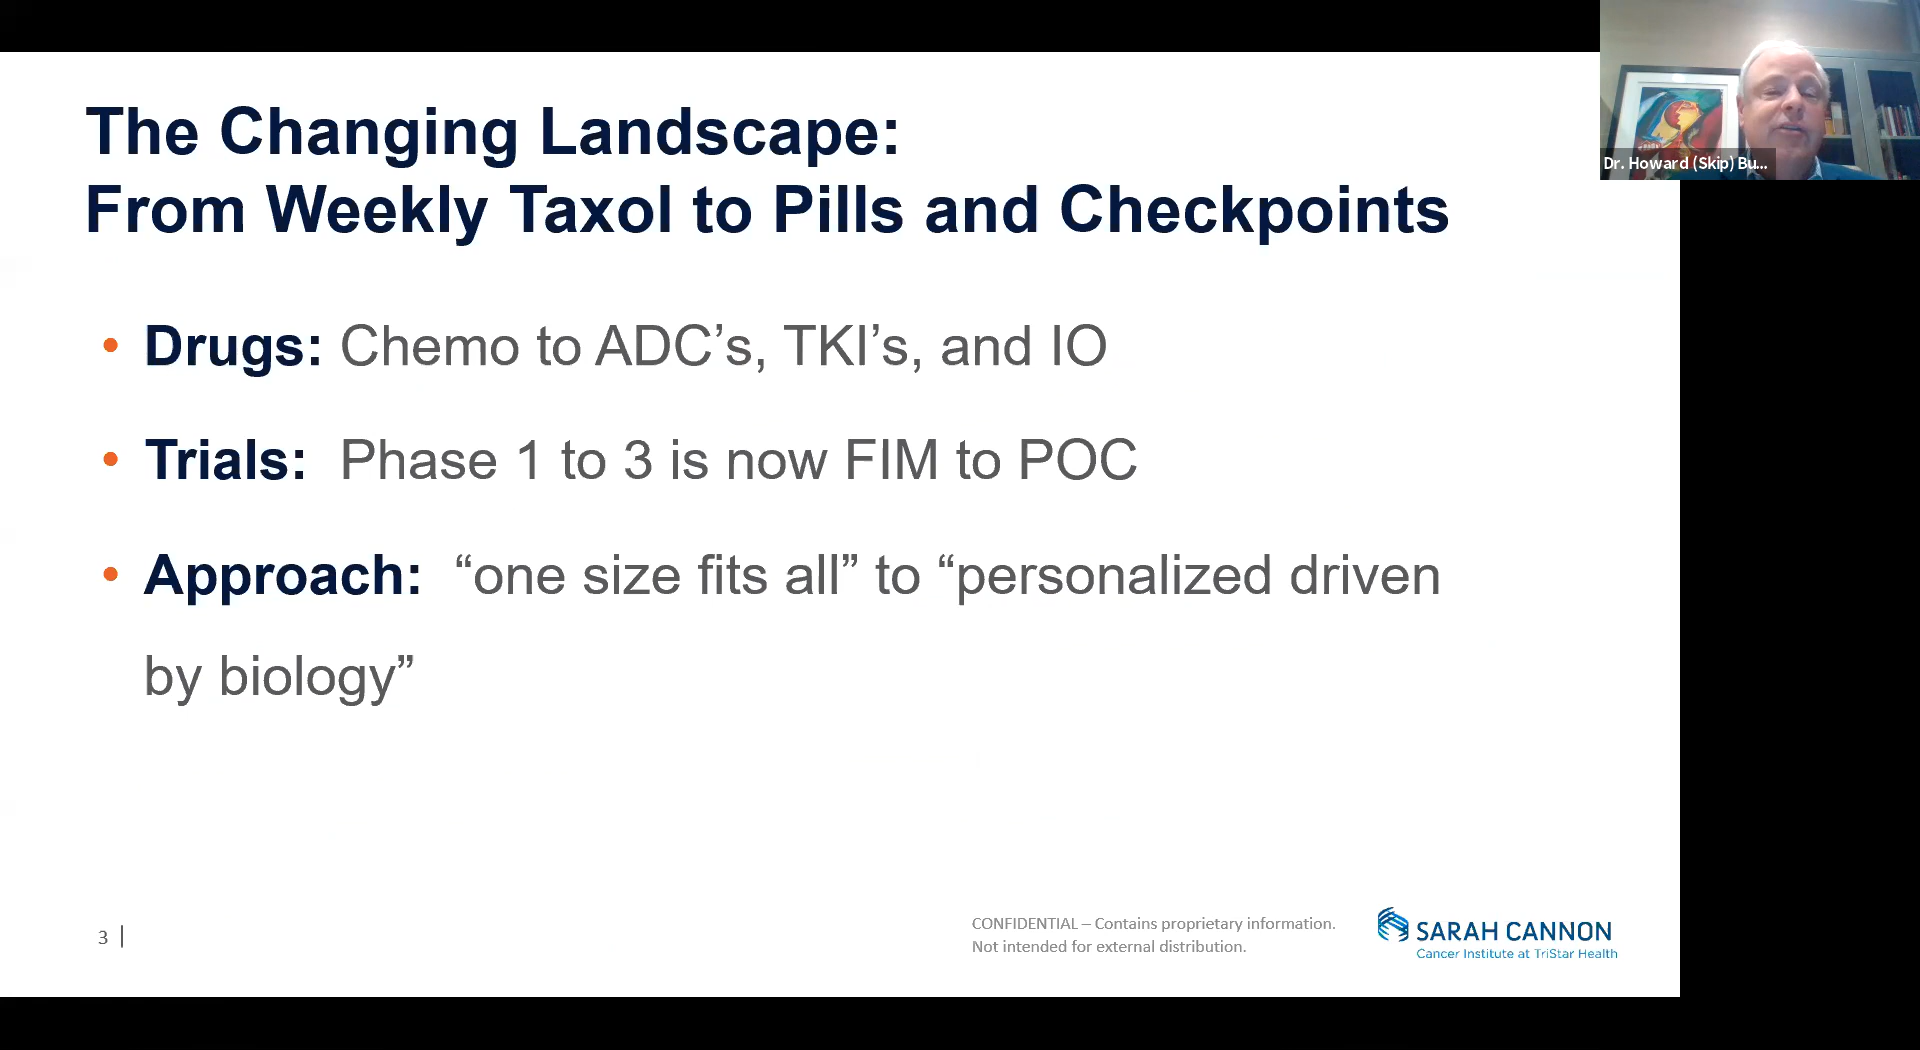 The Changing Landscape:
From Weekly Taxol to Pills and Checkpoints
• Drugs: Chemo to ADC’s, TKI’s, and IO
• Trials: Phase 1 to 3 is now FIM to POC
• Approach: “one size fits all” to “personalized driven
by biology”
3 |
CONFIDENTIAL – Contains proprietary information.
Not intended for external distribution.
SARAH CANNON
Cancer Institute at TriStar Health
Dr. Howard (Skip) Bu...